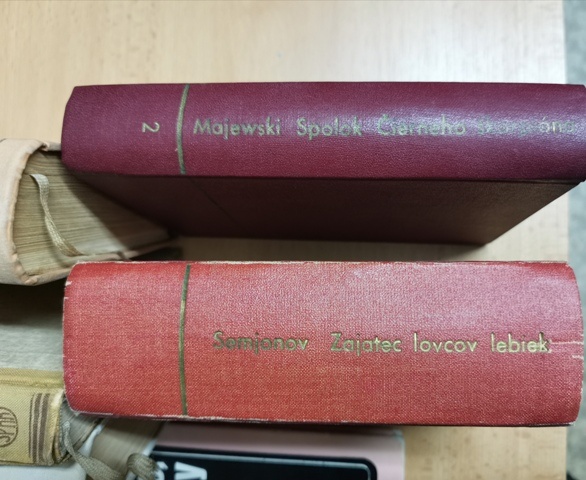 2 Majewski Spolok Čierneho
Semjonov Zajatec lovcov lebiek
V